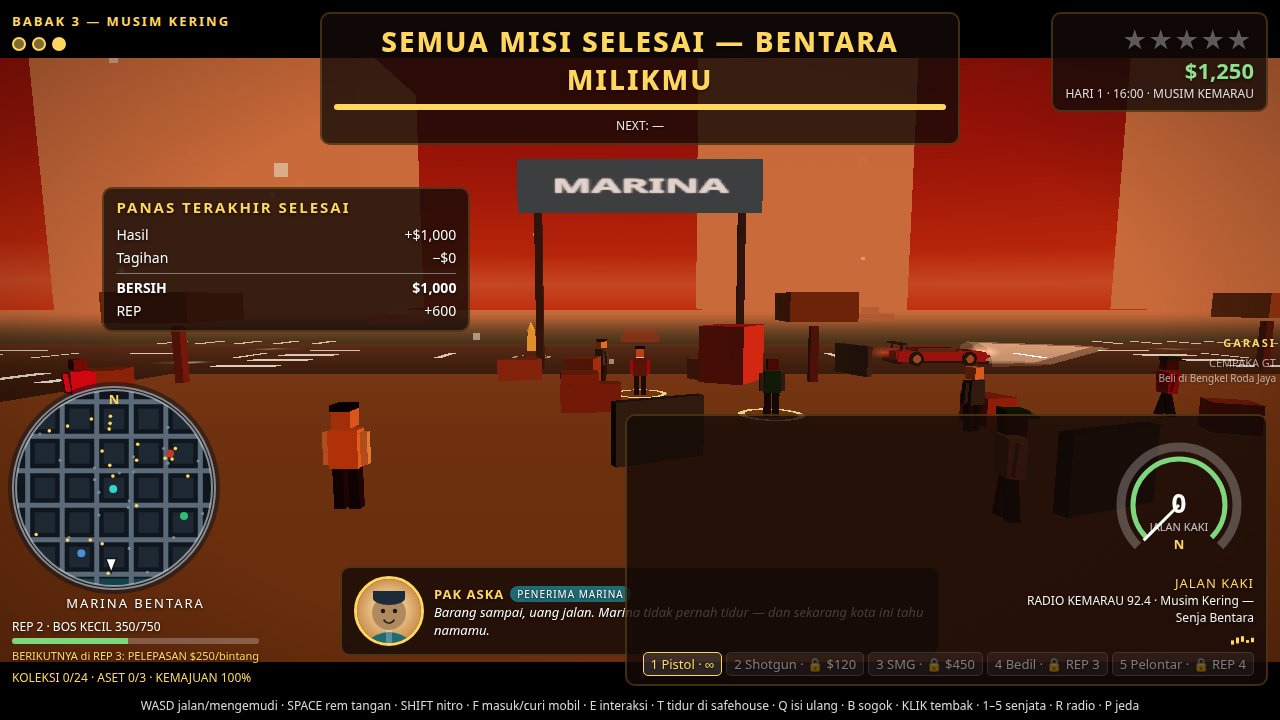 BABAK 3 — MUSIM KERING
SEMUA MISI SELESAI — BENTARA
MILIKMU
NEXT: —
★★★★★
$1,250
HARI 1 · 16:00 · MUSIM KEMARAU
MARINA
PANAS TERAKHIR SELESAI
Hasil +$1,000
Tagihan −$0
BERSIH $1,000
REP +600
GARASI
CEMPAKA GT
Beli di Bengkel Roda Jaya
N
MARINA BENTARA
REP 2 · BOS KECIL 350/750
BERIKUTNYA di REP 3: PELEPASAN $250/bintang
KOLEKSI 0/24 · ASET 0/3 · KEMAJUAN 100%
PAK ASKA PENERIMA MARINA
Barang sampai, uang jalan. Marina tidak pernah tidur — dan sekarang kota ini tahu
namamu.
0
JALAN KAKI
N
JALAN KAKI
RADIO KEMARAU 92.4 · Musim Kering —
Senja Bentara
1 Pistol · ∞ 2 Shotgun · 🔒 $120 3 SMG · 🔒 $450 4 Bedil · 🔒 REP 3 5 Pelontar · 🔒 REP 4
WASD jalan/mengemudi · SPACE rem tangan · SHIFT nitro · F masuk/curi mobil · E interaksi · T tidur di safehouse · Q isi ulang · B sogok · KLIK tembak · 1–5 senjata · R radio · P jeda